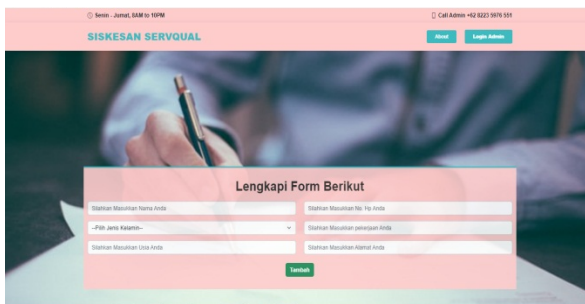 Senin - Jumat, 8AM to 10PM
Call Admin +62 8223 5976 551
SISKESAN SERVQUAL
About
Login Admin
Lengkapi Form Berikut
Silahkan Masukkan Nama Anda
Silahkan Masukkan No. Hp Anda
--Pilih Jenis Kelamin--
Silahkan Masukkan pekerjaan Anda
Silahkan Masukkan Usia Anda
Silahkan Masukkan Alamat Anda
Tambah